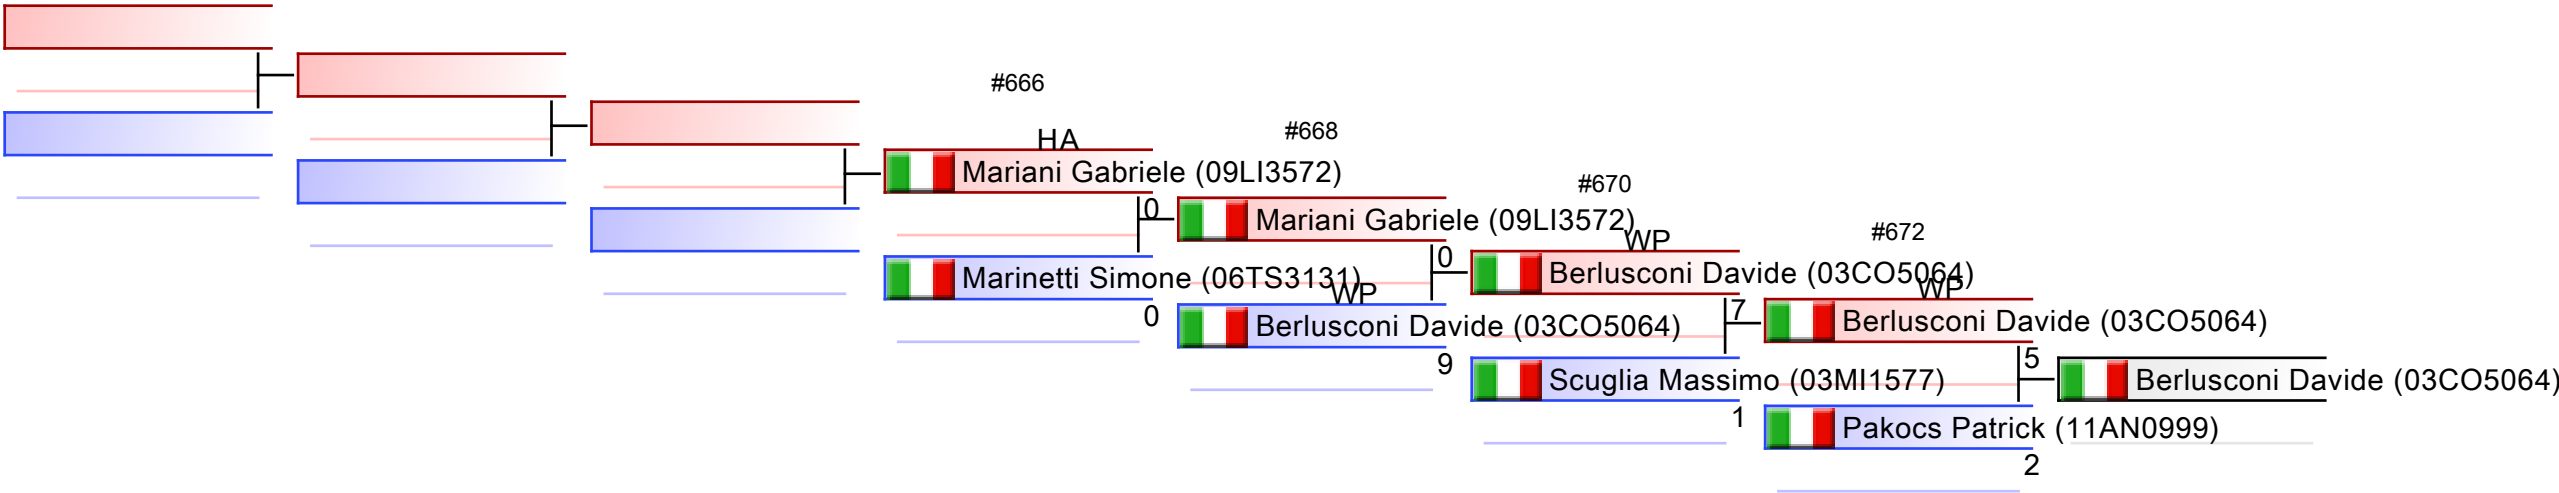 #666
HA
Mariani Gabriele (09LI3572)
0
Marinetti Simone (06TS3131)
0
#668
Mariani Gabriele (09LI3572)
0
WP
Berlusconi Davide (03CO5064)
9
#670
WP
Berlusconi Davide (03CO5064)
7
Scuglia Massimo (03MI1577)
1
#672
WP
Berlusconi Davide (03CO5064)
5
Pakocs Patrick (11AN0999)
2
Berlusconi Davide (03CO5064)